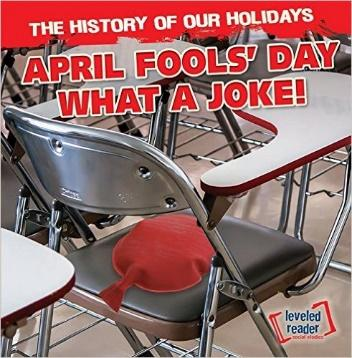 THE HISTORY OF OUR HOLIDAYS
APRIL FOOLS' DAY
WHAT A JOKE!
leveled
reader
social studies